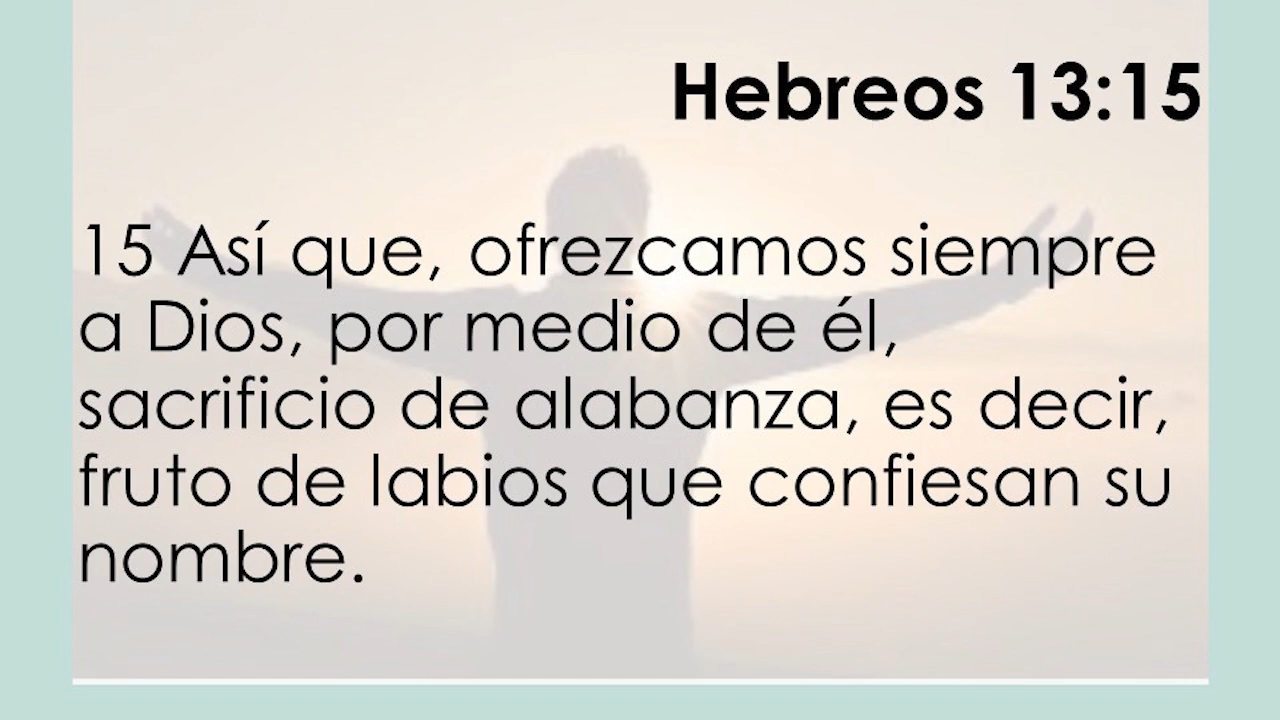 Hebreos 13:15
15 Así que, ofrezcamos siempre
a Dios, por medio de él,
sacrificio de alabanza, es decir,
fruto de labios que confiesan su
nombre.